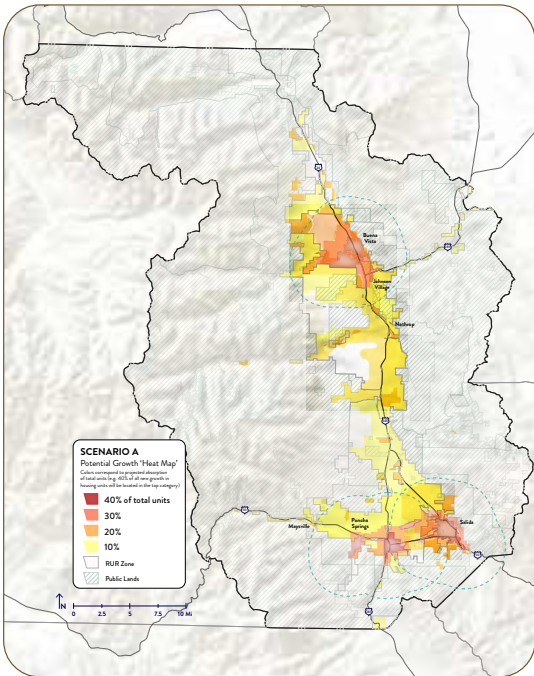 Buena
Vista
Johnson
Village
Nathrop
SCENARIO A
Potential Growth 'Heat Map'
Colors correspond to projected absorption
of total units (e.g. 40% of all new growth in
housing units will be located in the top category)
40% of total units
30%
20%
10%
RUR Zone
Public Lands
Maysville
Poncha
Springs
Salida
N
0 2.5 5 7.5 10 Mi